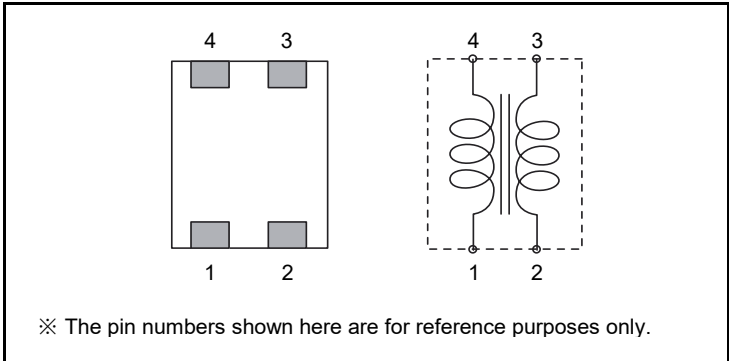 4 3 4 3
1 2 1 2
※ The pin numbers shown here are for reference purposes only.